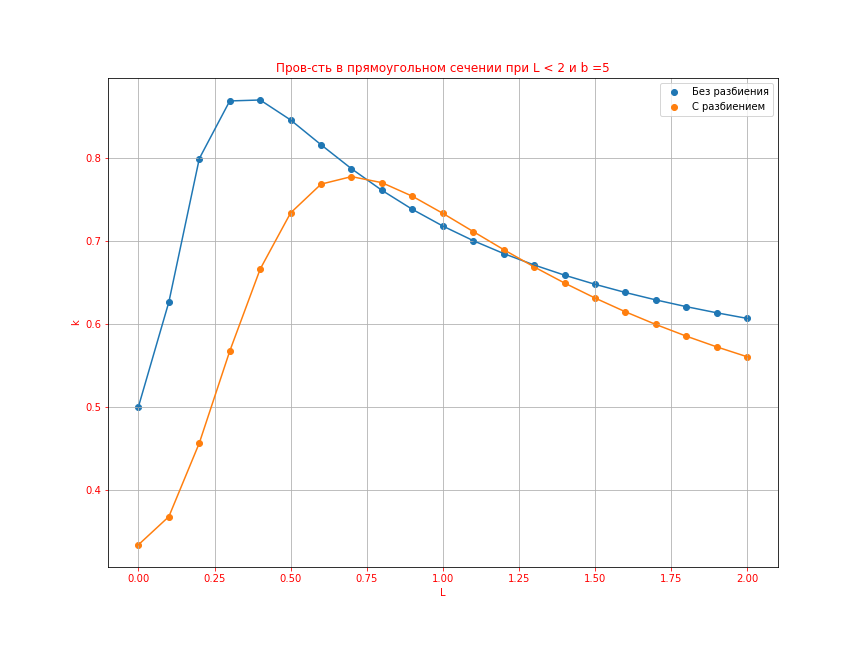 Пров-сть в прямоугольном сечении при L < 2 и b =5
Без разбиения
С разбиением
0.8
0.7
0.6
0.5
0.4
k
0.00 0.25 0.50 0.75 1.00 1.25 1.50 1.75 2.00
L